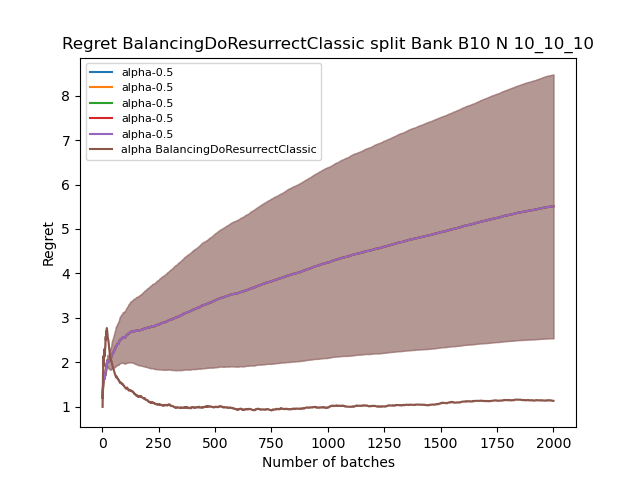 Regret BalancingDoResurrectClassic split Bank B10 N 10_10_10
alpha-0.5
alpha-0.5
alpha-0.5
alpha-0.5
alpha-0.5
alpha BalancingDoResurrectClassic
Regret
8
7
6
5
4
3
2
1
0 250 500 750 1000 1250 1500 1750 2000
Number of batches